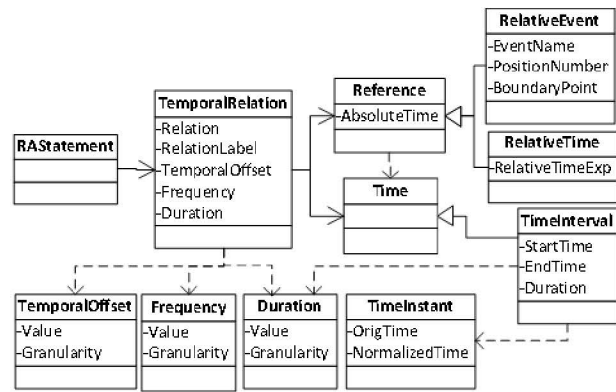 RelativeEvent
-EventName
-PositionNumber
-BoundaryPoint
Reference
-AbsoluteTime
TemporalRelation
-Relation
-RelationLabel
-TemporalOffset
-Frequency
-Duration
RAStatement
RelativeTime
-RelativeTimeExp
Time
TimeInterval
-StartTime
-EndTime
-Duration
TemporalOffset
-Value
-Granularity
Frequency
-Value
-Granularity
Duration
-Value
-Granularity
TimeInstant
-OrigTime
-NormalizedTime